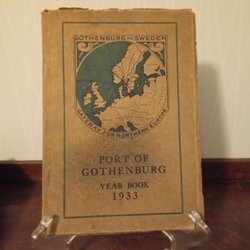 GOTHENBURG-SWEDEN
GATEWAY FOR NORTHERN EUROPE
PORT OF
GOTHENBURG
YEAR BOOK
1933